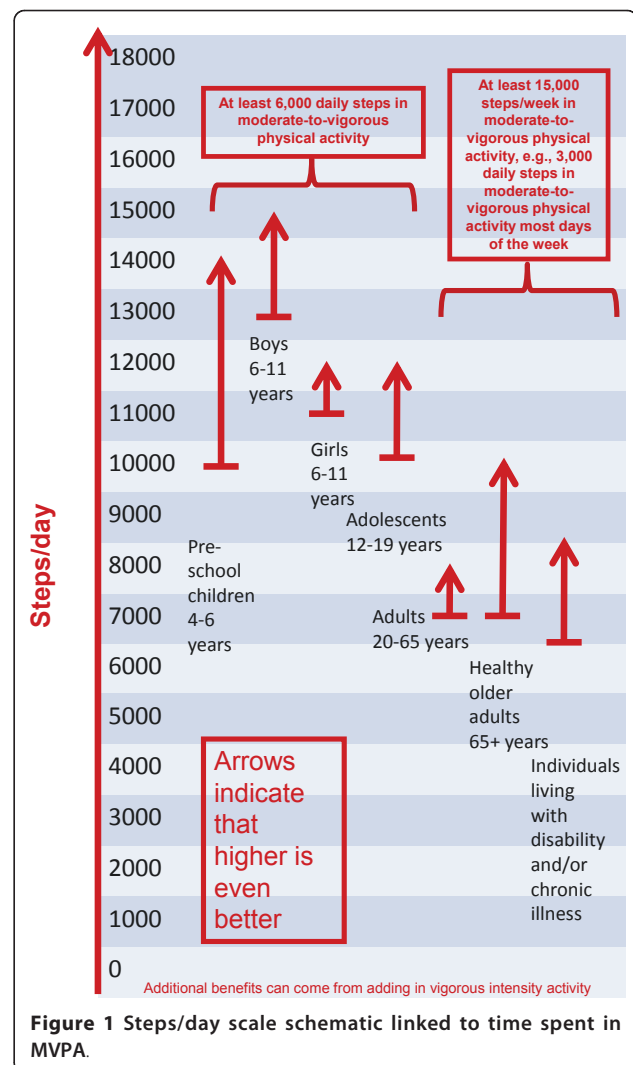 18000
17000
16000
15000
14000
13000
12000
11000
10000
9000
8000
7000
6000
5000
4000
3000
2000
1000
0
Steps/day
At least 6,000 daily steps in
moderate-to-vigorous
physical activity
At least 15,000
steps/week in
moderate-to-
vigorous physical
activity, e.g., 3,000
daily steps in
moderate-to-
vigorous physical
activity most days
of the week
Boys
6-11
years
Girls
6-11
years
Adolescents
12-19 years
Pre-
school
children
4-6
years
Adults
20-65 years
Healthy
older
adults
65+ years
Individuals
living
with
disability
and/or
chronic
illness
Arrows
indicate
that
higher is
even
better
Additional benefits can come from adding in vigorous intensity activity
Figure 1 Steps/day scale schematic linked to time spent in
MVPA.